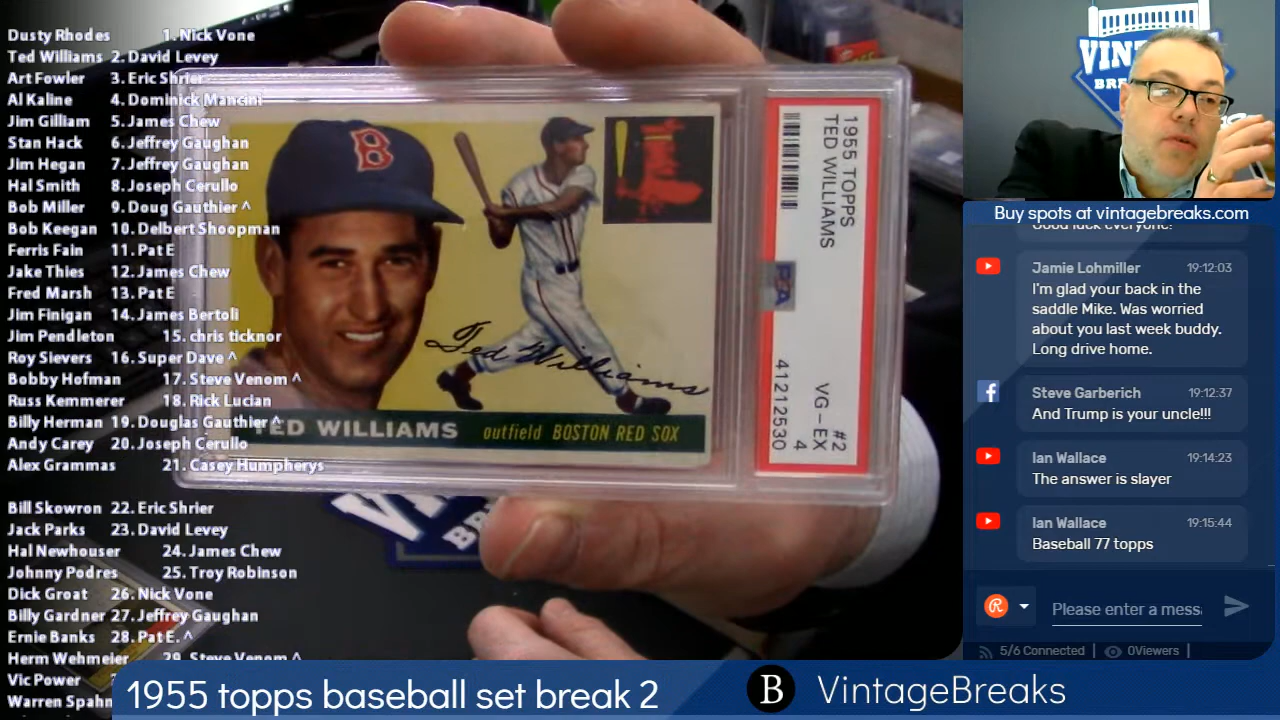 Dusty Rhodes 1. Nick Vone
Ted Williams 2. David Levey
Art Fowler 3. Eric Shrier
Al Kaline 4. Dominick Mancini
Jim Gilliam 5. James Chew
Stan Hack 6. Jeffrey Gaughan
Jim Hegan 7. Jeffrey Gaughan
Hal Smith 8. Joseph Cerullo
Bob Miller 9. Doug Gauthier ^
Bob Keegan 10. Delbert Shoopman
Ferris Fain 11. Pat E
Jake Thies 12. James Chew
Fred Marsh 13. Pat E
Jim Finigan 14. James Bertoli
Jim Pendleton 15. chris ticknor
Roy Sievers 16. Super Dave ^
Bobby Hofman 17. Steve Venom ^
Russ Kemmerer 18. Rick Lucian
Billy Herman 19. Douglas Gauthier ^
Andy Carey 20. Joseph Cerullo
Alex Grammas 21. Casey Humpherys
Bill Skowron 22. Eric Shrier
Jack Parks 23. David Levey
Hal Newhouser 24. James Chew
Johnny Podres 25. Troy Robinson
Dick Groat 26. Nick Vone
Billy Gardner 27. Jeffrey Gaughan
Ernie Banks 28. Pat E. ^
Herm Wehmeier 29. Steve Venom ^
Vic Power
Warren Spahn
B
Ted Williams
TED WILLIAMS outfield BOSTON RED SOX
1955 TOPPS #2
TED WILLIAMS VG-EX
4
PSA 41212530
VINT
BRE
Buy spots at vintagebreaks.com
Good luck everyone!
Jamie Lohmiller 19:12:03
I'm glad your back in the
saddle Mike. Was worried
about you last week buddy.
Long drive home.
Steve Garberich 19:12:37
And Trump is your uncle!!!
Ian Wallace 19:14:23
The answer is slayer
Ian Wallace 19:15:44
Baseball 77 topps
Please enter a messa
5/6 Connected | 0Viewers |
1955 topps baseball set break 2
B VintageBreaks